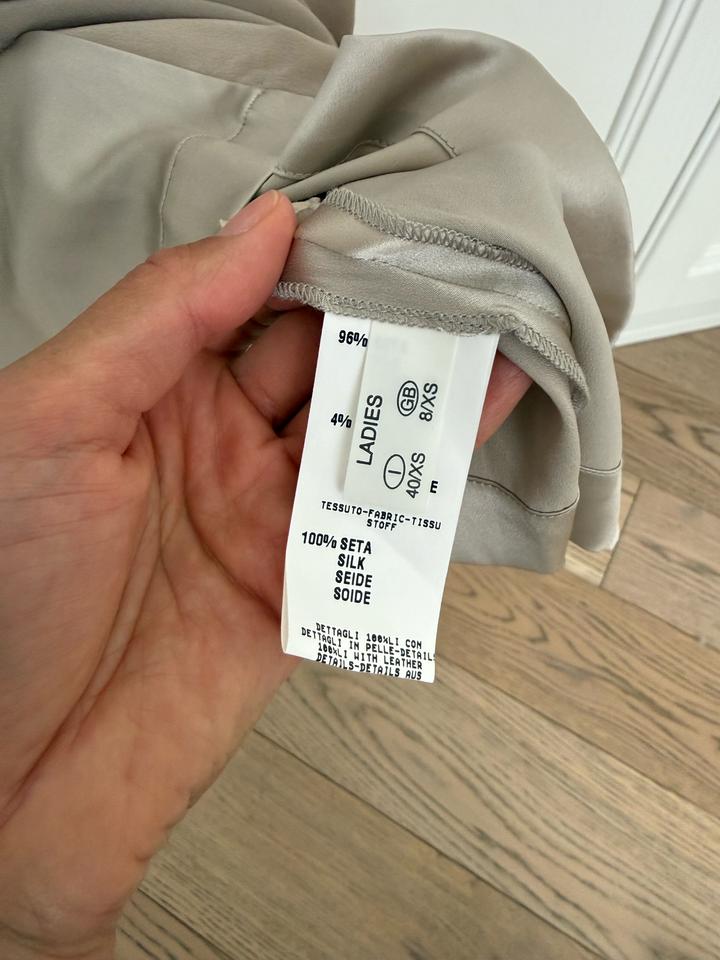 96%
4%
LADIES
GB
8/XS
I
40/XS
E
TESSUTO-FABRIC-TISSU
STOFF
100% SETA
SILK
SEIDE
SOIDE
DETTAGLI 100%LI CON
DETTAGLI IN PELLE-DETAIL
100%LI WITH LEATHER
DETAILS-DETAILS AUS